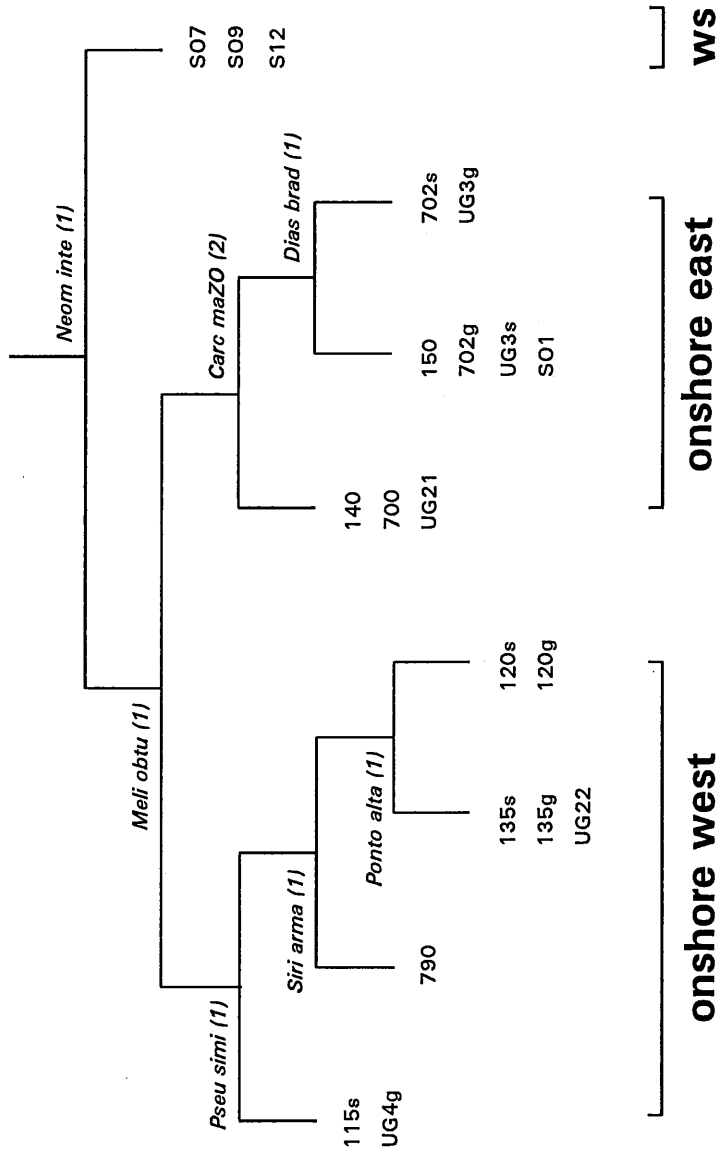 Neom inte (1)
Meli obtu (1)
Pseu simi (1)
Carc maZO (2)
Siri arma (1)
Dias brad (1)
Ponto alta (1)
115s
UG4g
790
135s
135g
UG22
120s
120g
140
700
UG21
150
702g
UG3s
S01
702s
UG3g
S07
S09
S12
onshore west
onshore east
ws